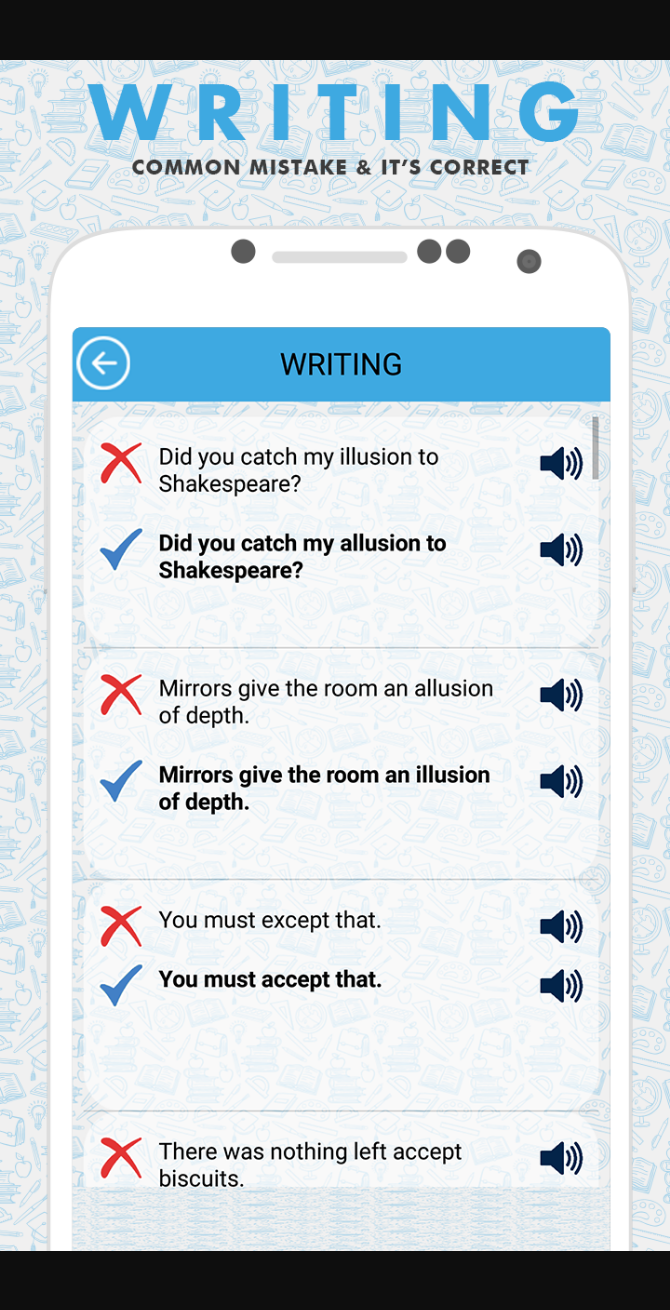 WRITING
COMMON MISTAKE & IT'S CORRECT
WRITING
Did you catch my illusion to
Shakespeare?
Did you catch my allusion to
Shakespeare?
Mirrors give the room an allusion
of depth.
Mirrors give the room an illusion
of depth.
You must except that.
You must accept that.
There was nothing left accept
biscuits.